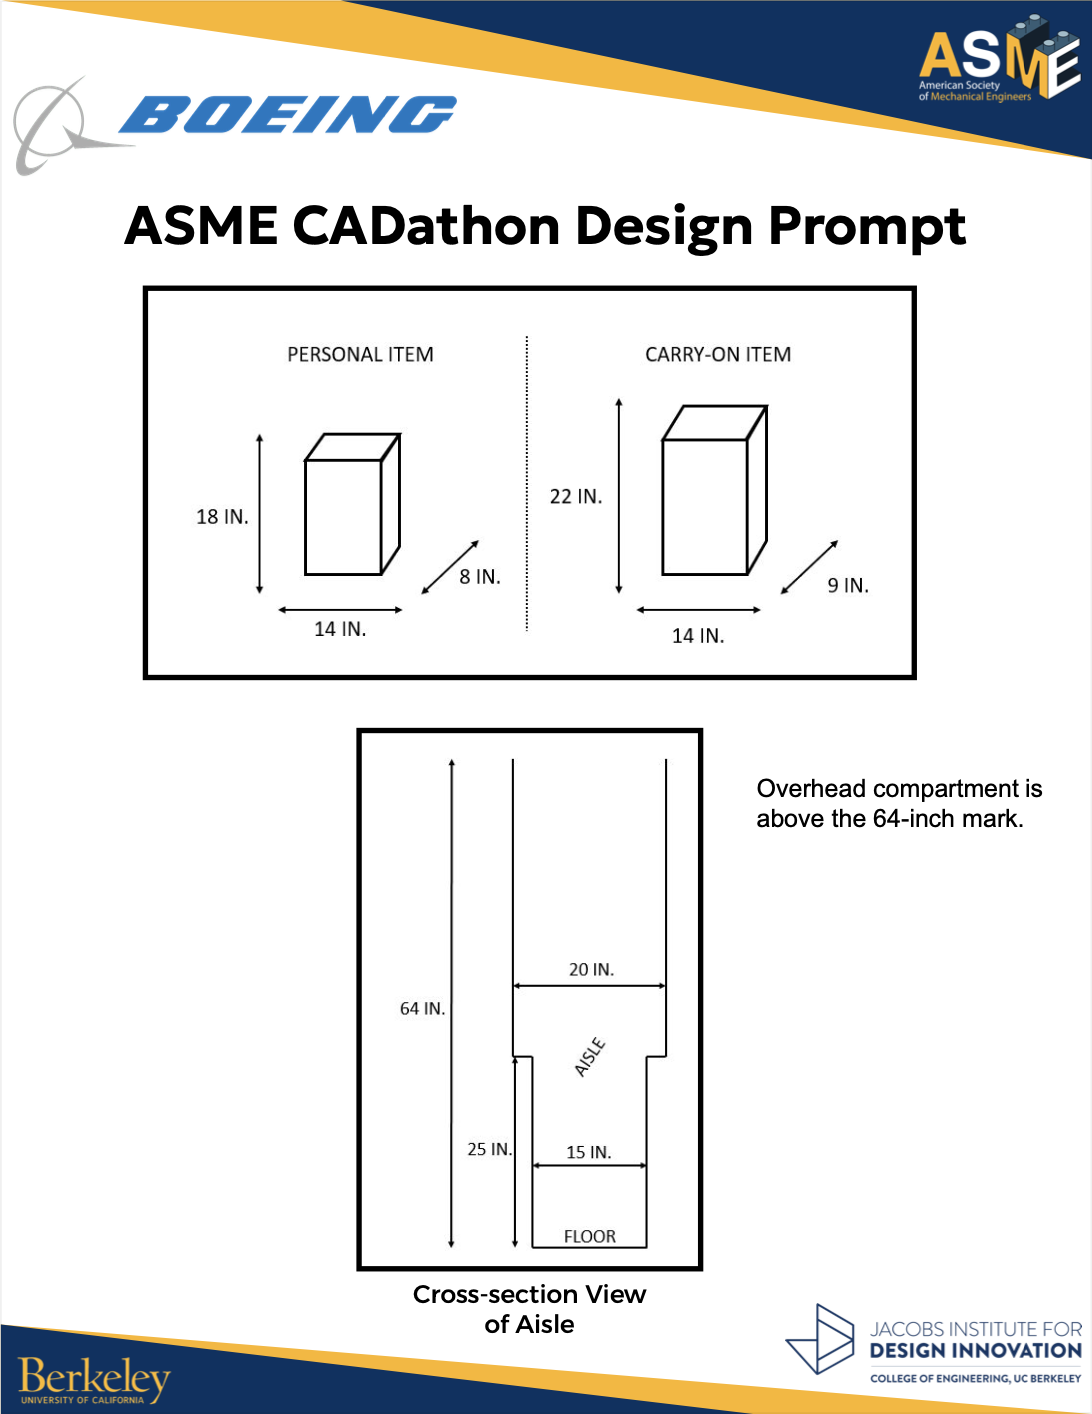 BOEING
ASME
American Society
of Mechanical Engineers
ASME CADathon Design Prompt
PERSONAL ITEM
CARRY-ON ITEM
18 IN.
8 IN.
14 IN.
22 IN.
9 IN.
14 IN.
Overhead compartment is
above the 64-inch mark.
20 IN.
64 IN.
AISLE
25 IN.
15 IN.
FLOOR
Cross-section View
of Aisle
Berkeley
UNIVERSITY OF CALIFORNIA
JACOBS INSTITUTE FOR
DESIGN INNOVATION
COLLEGE OF ENGINEERING, UC BERKELEY